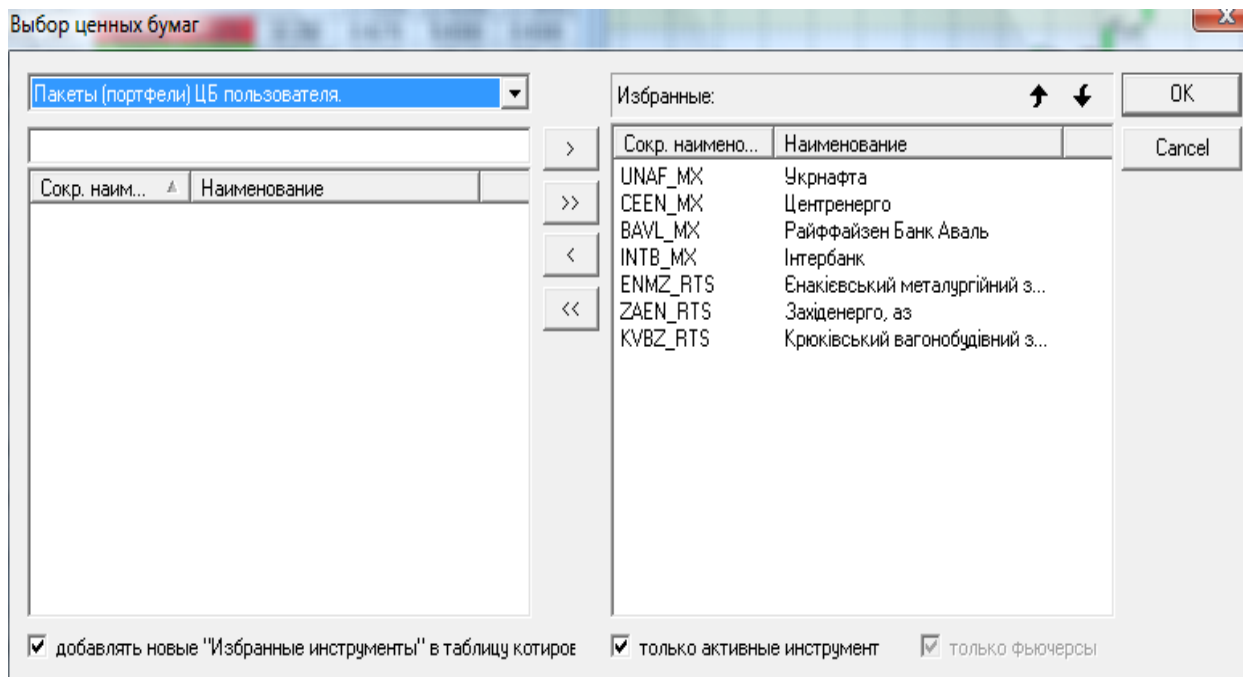 Выбор ценных бумаг
Пакеты (портфели) ЦБ пользователя.
Избранные:
OK
Cancel
>
>>
<
<<
Сокр. наим... Наименование
Сокр. наимено... Наименование
UNAF_MX Укрнафта
CEEN_MX Центренерго
BAVL_MX Райффайзен Банк Аваль
INTB_MX Інтербанк
ENMZ_RTS Єнакієвський металургійний з...
ZAEN_RTS Західенерго, аз
KVBZ_RTS Крюківський вагонобудівний з...
добавлять новые "Избранные инструменты" в таблицу котиров
только активные инструмент
только фьючерсы